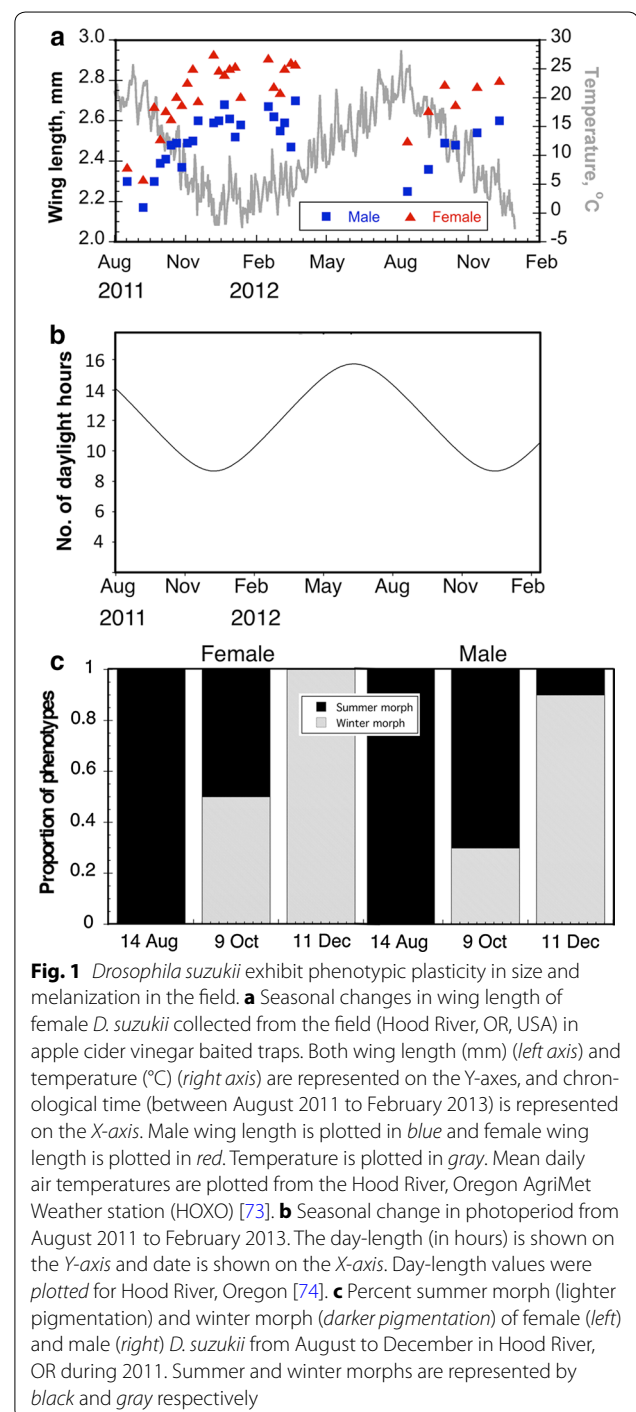 a
3.0
2.8
2.6
2.4
2.2
2.0
Wing length, mm
30
25
20
15
10
5
0
-5
Temperature, °C
Male
Female
Aug
Nov
Feb
May
Aug
Nov
Feb
2011
2012
b
16
14
12
10
8
6
4
No. of daylight hours
Aug
Nov
Feb
May
Aug
Nov
Feb
2011
2012
c
Female
Male
1
0.8
0.6
0.4
0.2
0
Proportion of phenotypes
Summer morph
Winter morph
14 Aug
9 Oct
11 Dec
14 Aug
9 Oct
11 Dec
Fig. 1 Drosophila suzukii exhibit phenotypic plasticity in size and
melanization in the field. a Seasonal changes in wing length of
female D. suzukii collected from the field (Hood River, OR, USA) in
apple cider vinegar baited traps. Both wing length (mm) (left axis) and
temperature (°C) (right axis) are represented on the Y-axes, and chron-
ological time (between August 2011 to February 2013) is represented
on the X-axis. Male wing length is plotted in blue and female wing
length is plotted in red. Temperature is plotted in gray. Mean daily
air temperatures are plotted from the Hood River, Oregon AgriMet
Weather station (HOXO) [73]. b Seasonal change in photoperiod from
August 2011 to February 2013. The day-length (in hours) is shown on
the Y-axis and date is shown on the X-axis. Day-length values were
plotted for Hood River, Oregon [74]. c Percent summer morph (lighter
pigmentation) and winter morph (darker pigmentation) of female (left)
and male (right) D. suzukii from August to December in Hood River,
OR during 2011. Summer and winter morphs are represented by
black and gray respectively